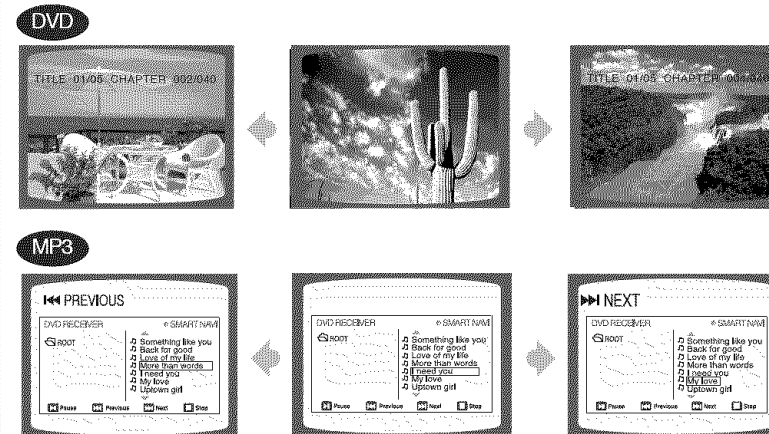 DVD
TITLE 01/05 CHAPTER 002/040
TITLE 01/05 CHAPTER 004/040
MP3
PREVIOUS
DVD RECEIVER SMART NAVI
ROOT
Something like you
Back for good
Love of my life
More than words
I need you
My love
Uptown girl
Pause Previous Next Stop
DVD RECEIVER SMART NAVI
ROOT
Something like you
Back for good
Love of my life
More than words
I need you
My love
Uptown girl
Pause Previous Next Stop
NEXT
DVD RECEIVER SMART NAVI
ROOT
Something like you
Back for good
Love of my life
More than words
I need you
My love
Uptown girl
Pause Previous Next Stop